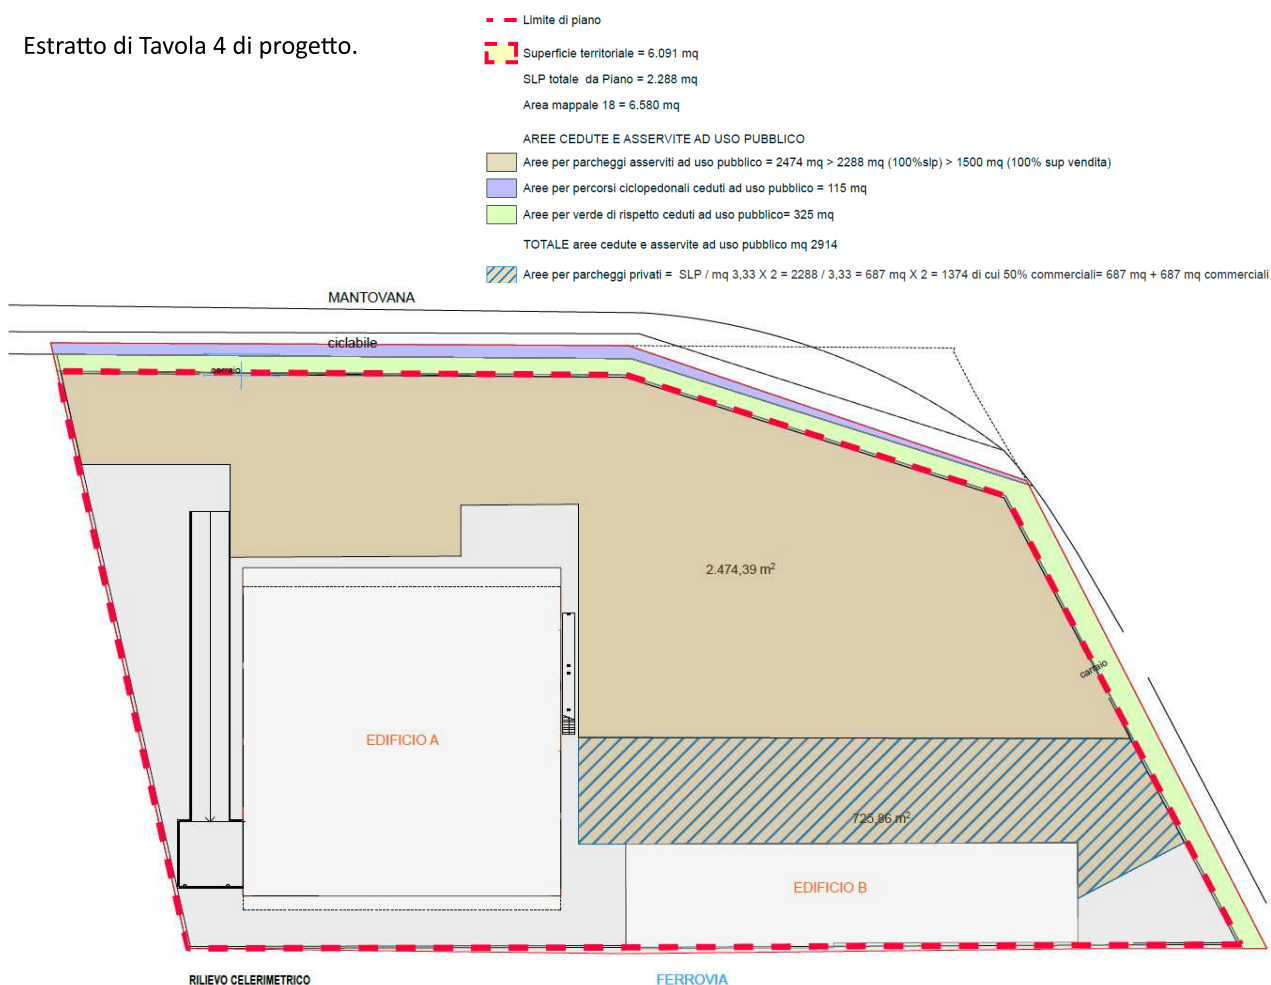 Estratto di Tavola 4 di progetto.
Limite di piano
Superficie territoriale = 6.091 mq
SLP totale da Piano = 2.288 mq
Area mappale 18 = 6.580 mq
AREE CEDUTE E ASSERVITE AD USO PUBBLICO
Aree per parcheggi asserviti ad uso pubblico = 2474 mq > 2288 mq (100%slp) > 1500 mq (100% sup vendita)
Aree per percorsi ciclopedonali ceduti ad uso pubblico = 115 mq
Aree per verde di rispetto ceduti ad uso pubblico= 325 mq
TOTALE aree cedute e asservite ad uso pubblico mq 2914
Aree per parcheggi privati = SLP / mq 3,33 X 2 = 2288 / 3,33 = 687 mq X 2 = 1374 di cui 50% commerciali= 687 mq + 687 mq commerciali
MANTOVANA
ciclabile
carraio
2.474,39 m²
carraio
EDIFICIO A
725,86 m²
EDIFICIO B
RILIEVO CELERIMETRICO
FERROVIA